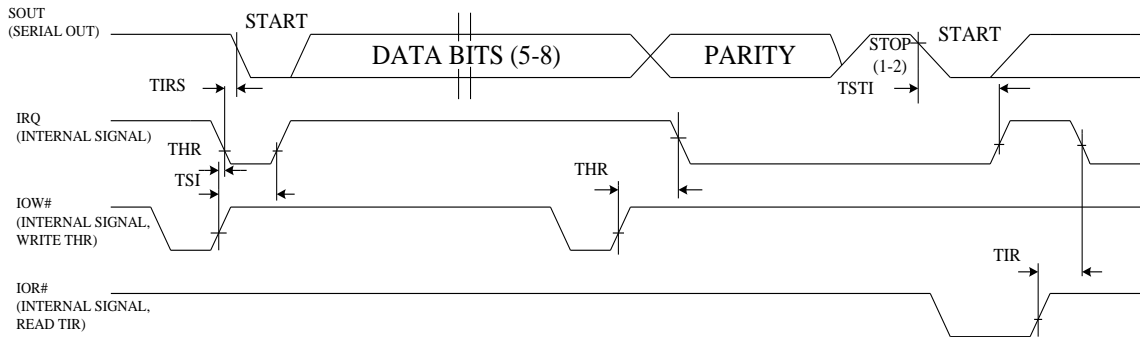 SOUT
(SERIAL OUT)
START
DATA BITS (5-8)
PARITY
STOP
(1-2)
START
TIRS
TSTI
IRQ
(INTERNAL SIGNAL)
THR
TSI
THR
IOW#
(INTERNAL SIGNAL,
WRITE THR)
TIR
IOR#
(INTERNAL SIGNAL,
READ TIR)